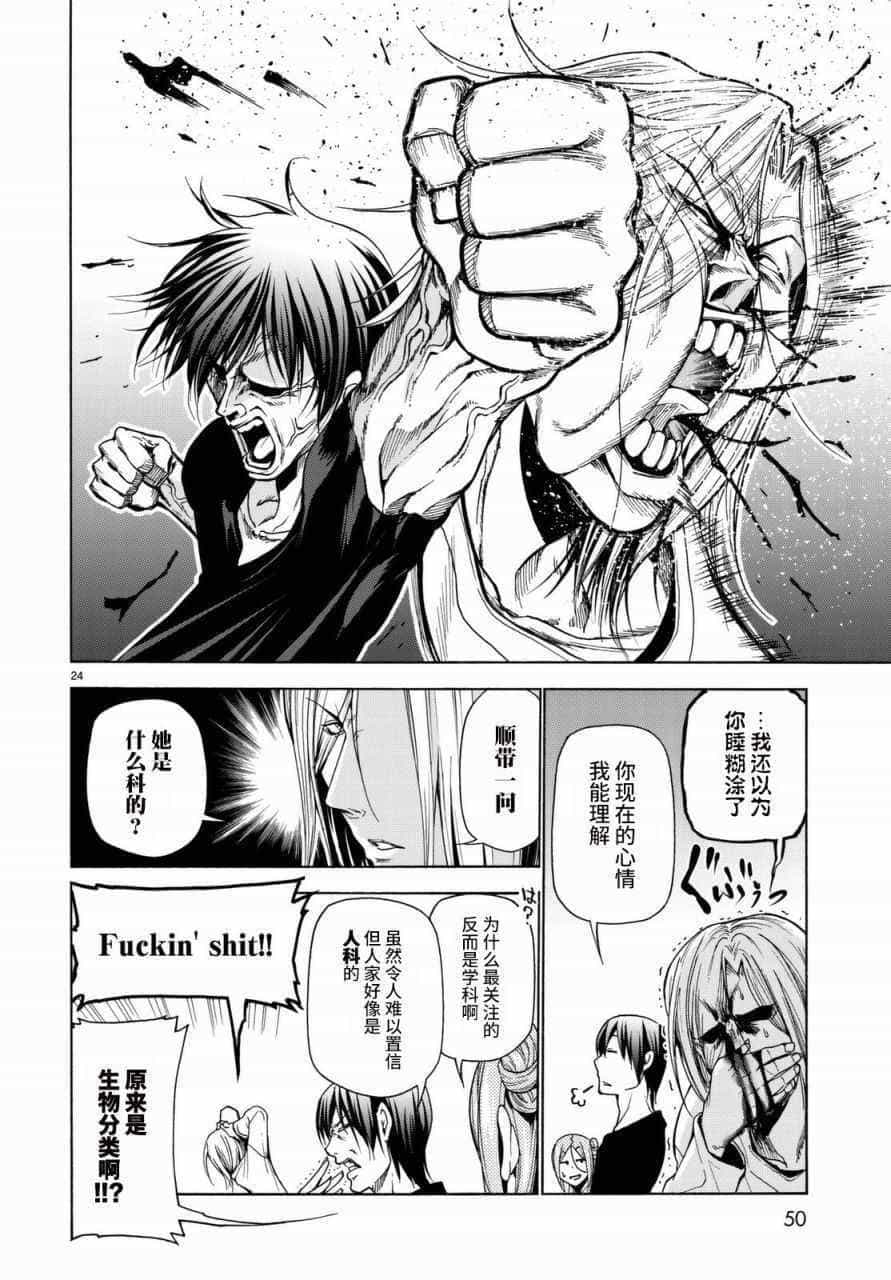 24
…我还以为
你睡糊涂了
你现在的心情
我能理解
ぐぶぅっ
顺带一问
她是
什么科的？
は？
为什么最关注的
反而是学科啊
虽然令人难以置信
但人家好像是
人科的
Fuckin' shit!!
原来是
生物分类啊!!?
50